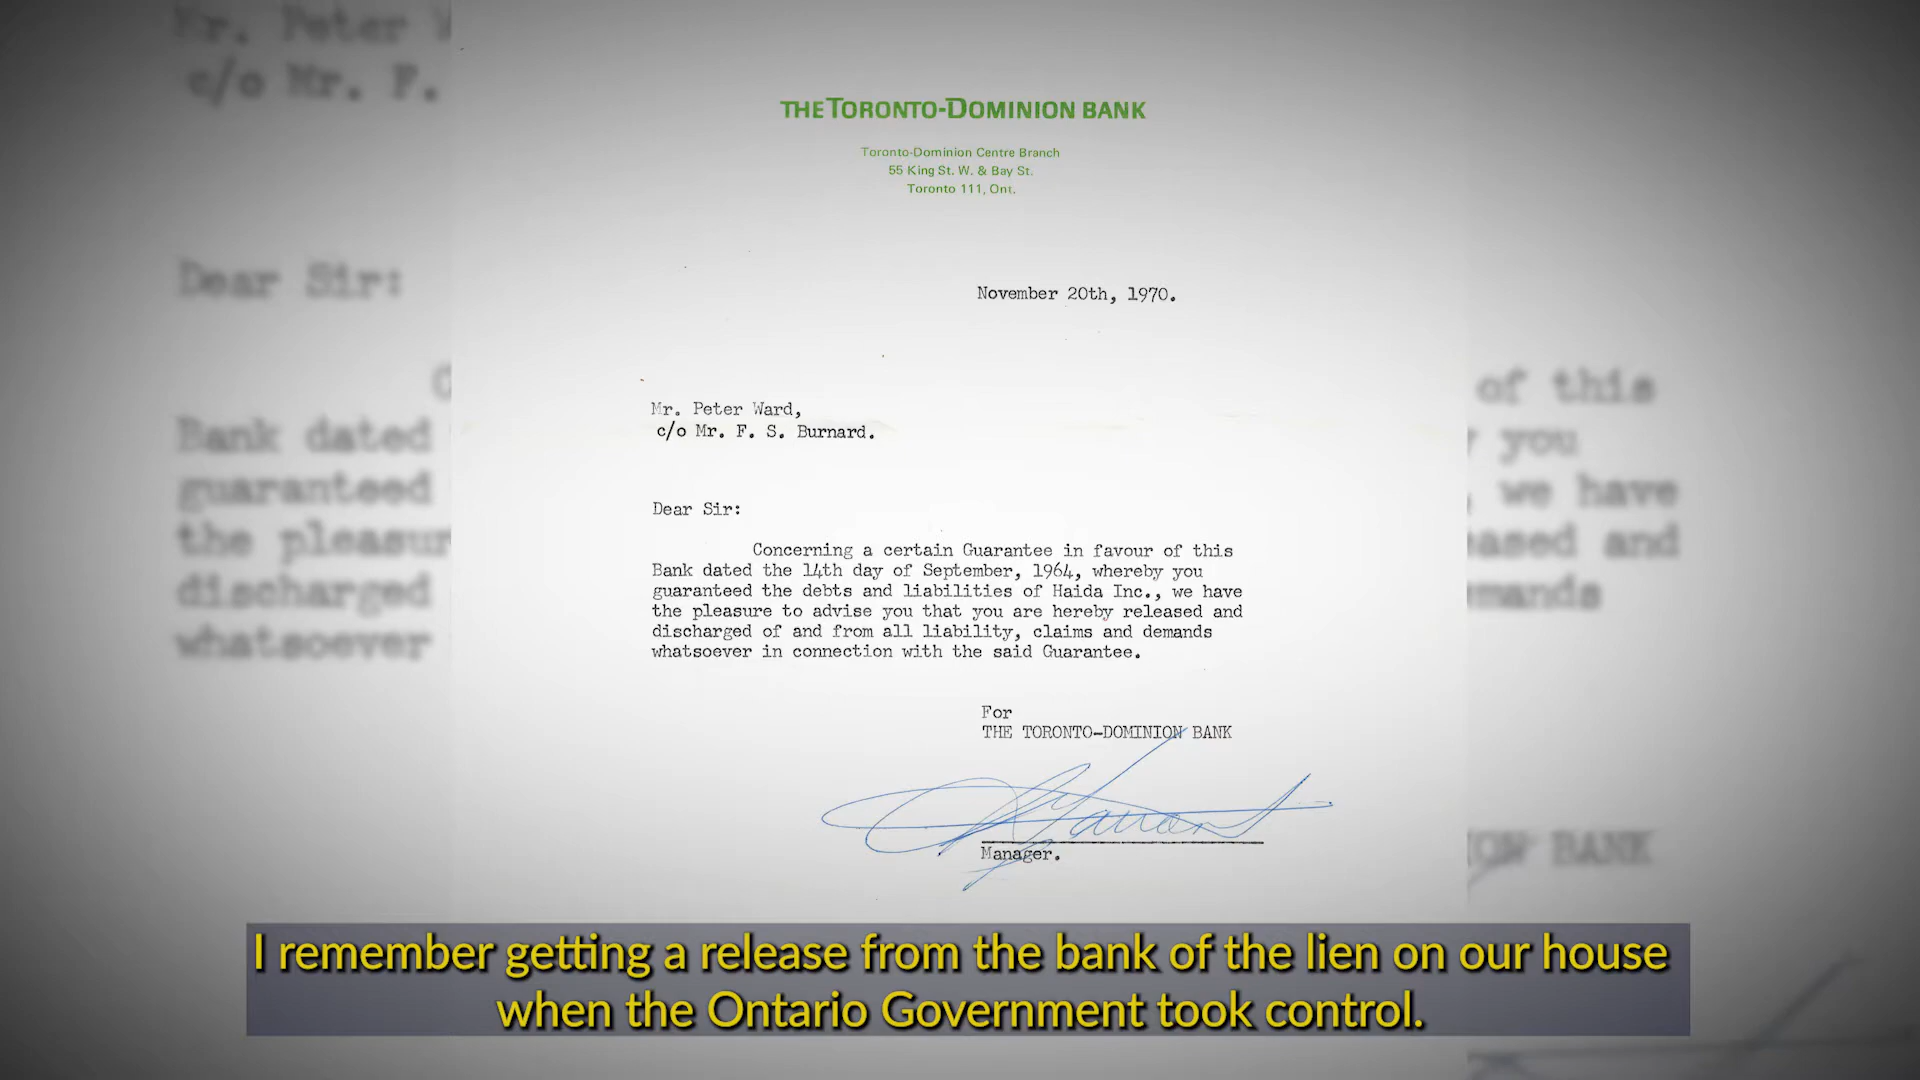 THE TORONTO-DOMINION BANK
Toronto-Dominion Centre Branch
55 King St. W. & Bay St.
Toronto 111, Ont.
November 20th, 1970.
Mr. Peter Ward,
c/o Mr. F. S. Burnard.
Dear Sir:
Concerning a certain Guarantee in favour of this
Bank dated the 14th day of September, 1964, whereby you
guaranteed the debts and liabilities of Haida Inc., we have
the pleasure to advise you that you are hereby released and
discharged of and from all liability, claims and demands
whatsoever in connection with the said Guarantee.
For
THE TORONTO-DOMINION BANK
Manager.
I remember getting a release from the bank of the lien on our house
when the Ontario Government took control.